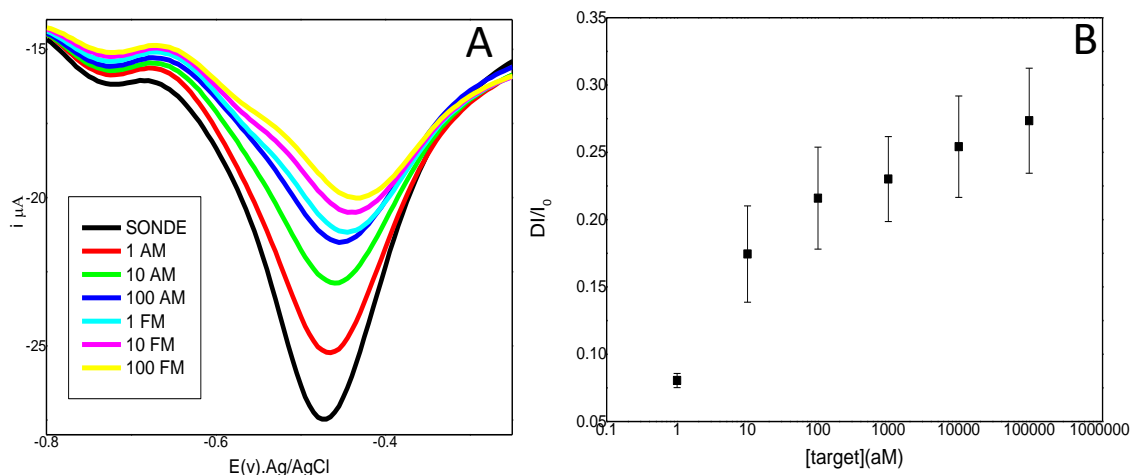 A
-15
-20
-25
i µA
SONDE
1 AM
10 AM
100 AM
1 FM
10 FM
100 FM
-0.8
-0.6
-0.4
E(v).Ag/AgCl
B
0.35
0.30
0.25
0.20
0.15
0.10
0.05
DI/I₀
0.1
1
10
100
1000
10000
100000
1000000
[target](aM)